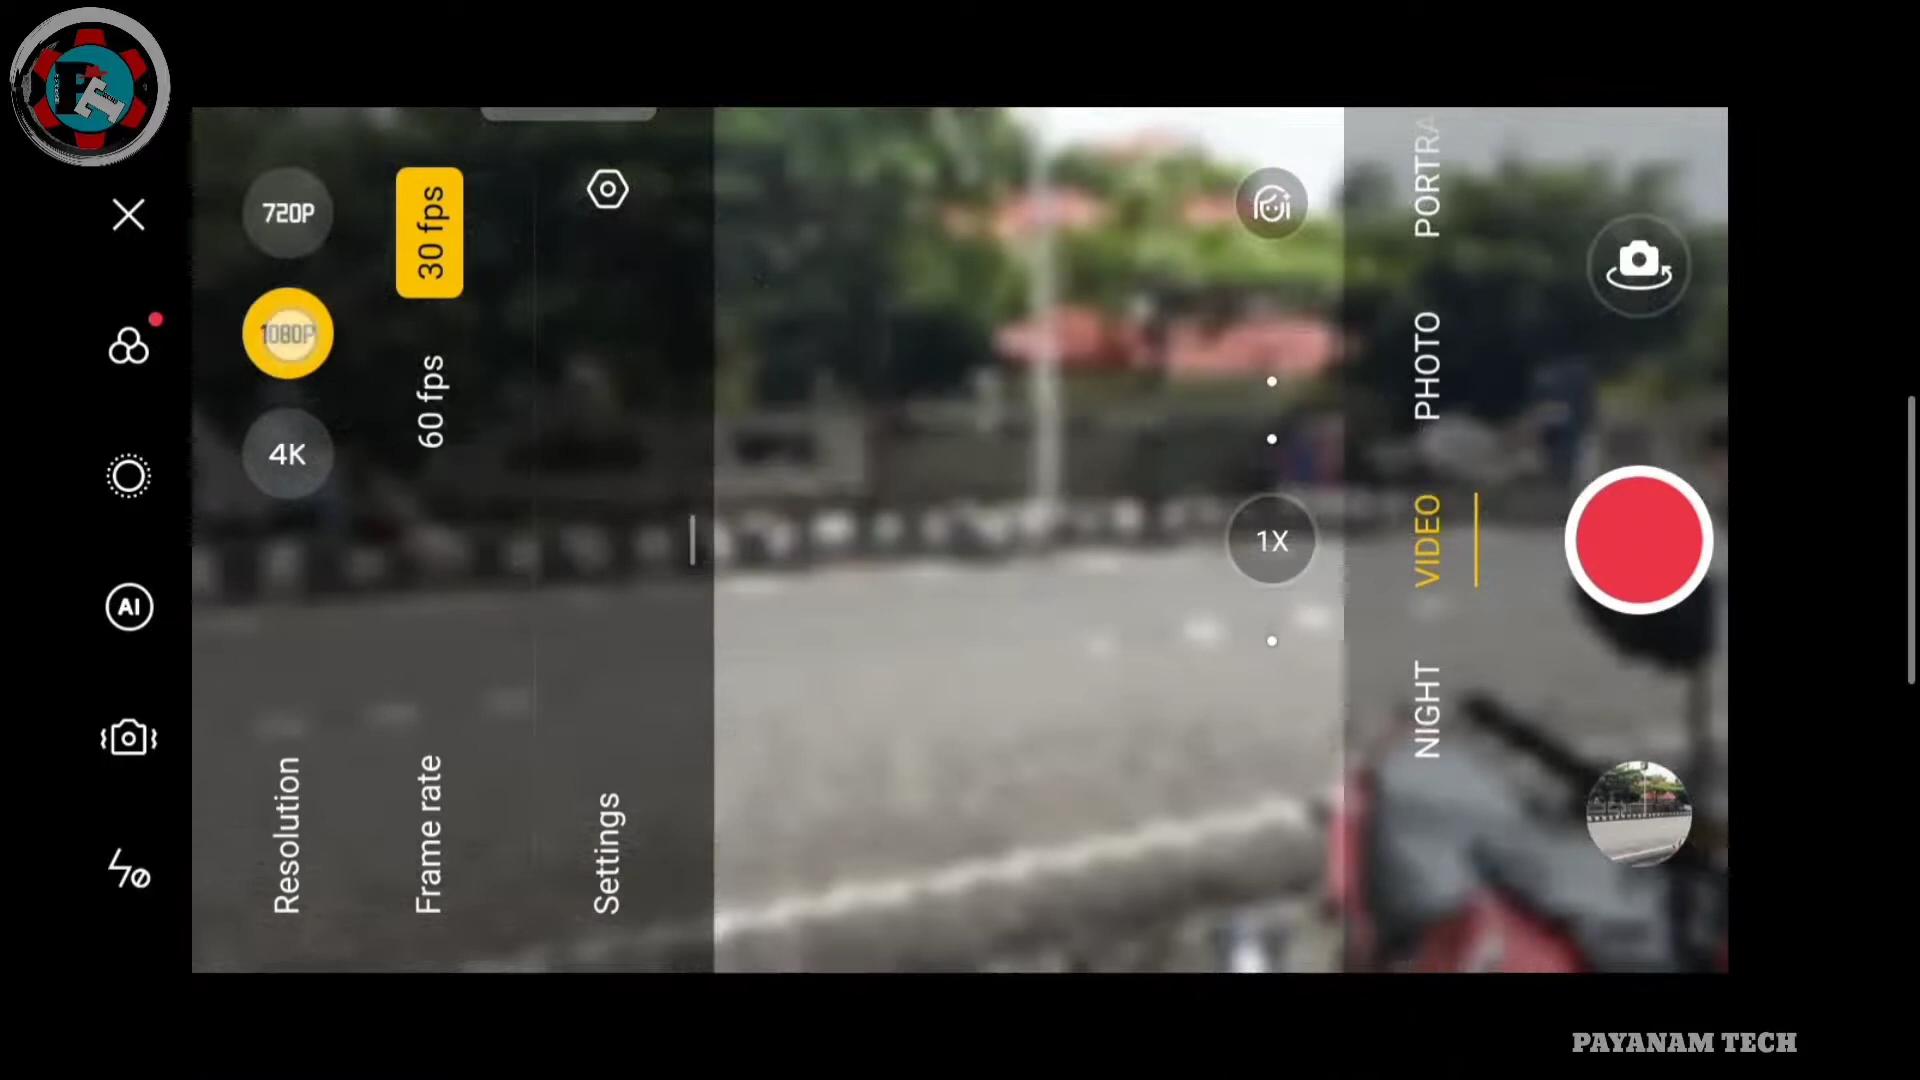 720P
1080P
4K
Resolution
30 fps
60 fps
Frame rate
Settings
AI
1X
PORTRA
PHOTO
VIDEO
NIGHT
PT
PAYANAM TECH